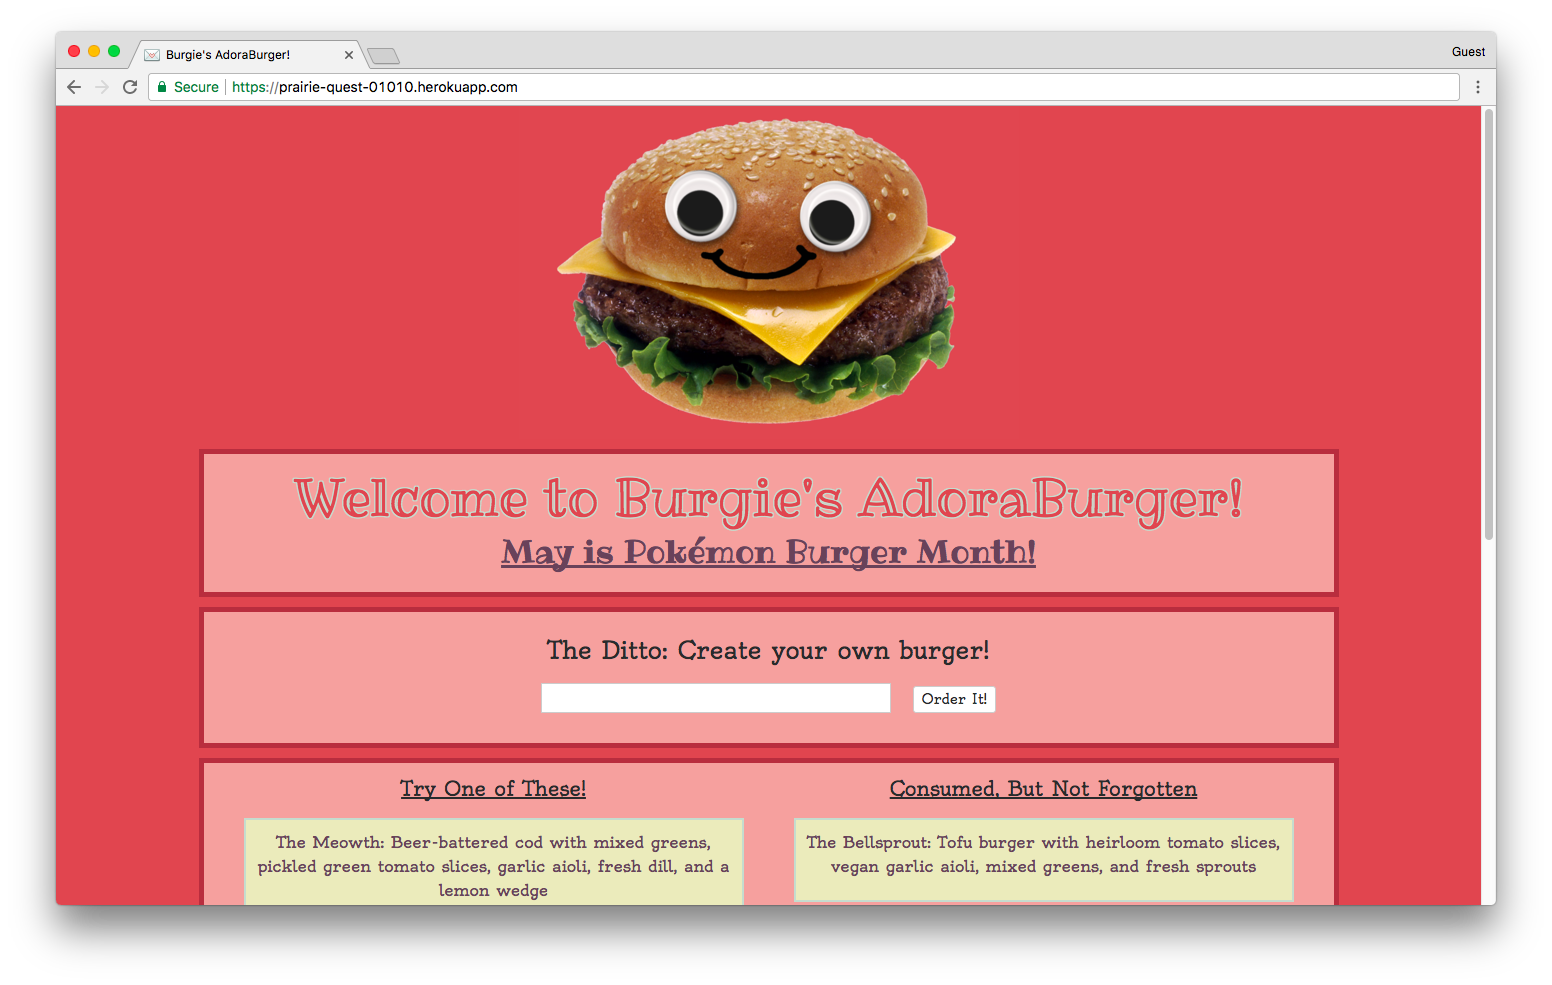 Burgie's AdoraBurger!
Guest
Secure https://prairie-quest-01010.herokuapp.com
Welcome to Burgie's AdoraBurger!
May is Pokémon Burger Month!
The Ditto: Create your own burger!
Order It!
Try One of These!
The Meowth: Beer-battered cod with mixed greens,
pickled green tomato slices, garlic aioli, fresh dill, and a
lemon wedge
Consumed, But Not Forgotten
The Bellsprout: Tofu burger with heirloom tomato slices,
vegan garlic aioli, mixed greens, and fresh sprouts